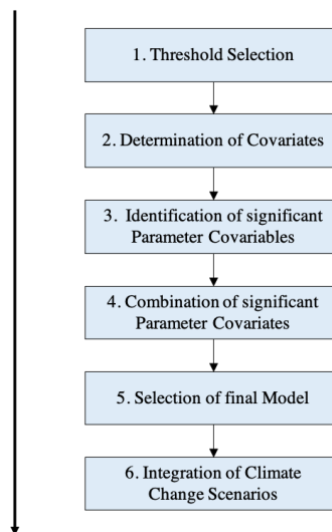 1. Threshold Selection
2. Determination of Covariates
3. Identification of significant
Parameter Covariables
4. Combination of significant
Parameter Covariates
5. Selection of final Model
6. Integration of Climate
Change Scenarios